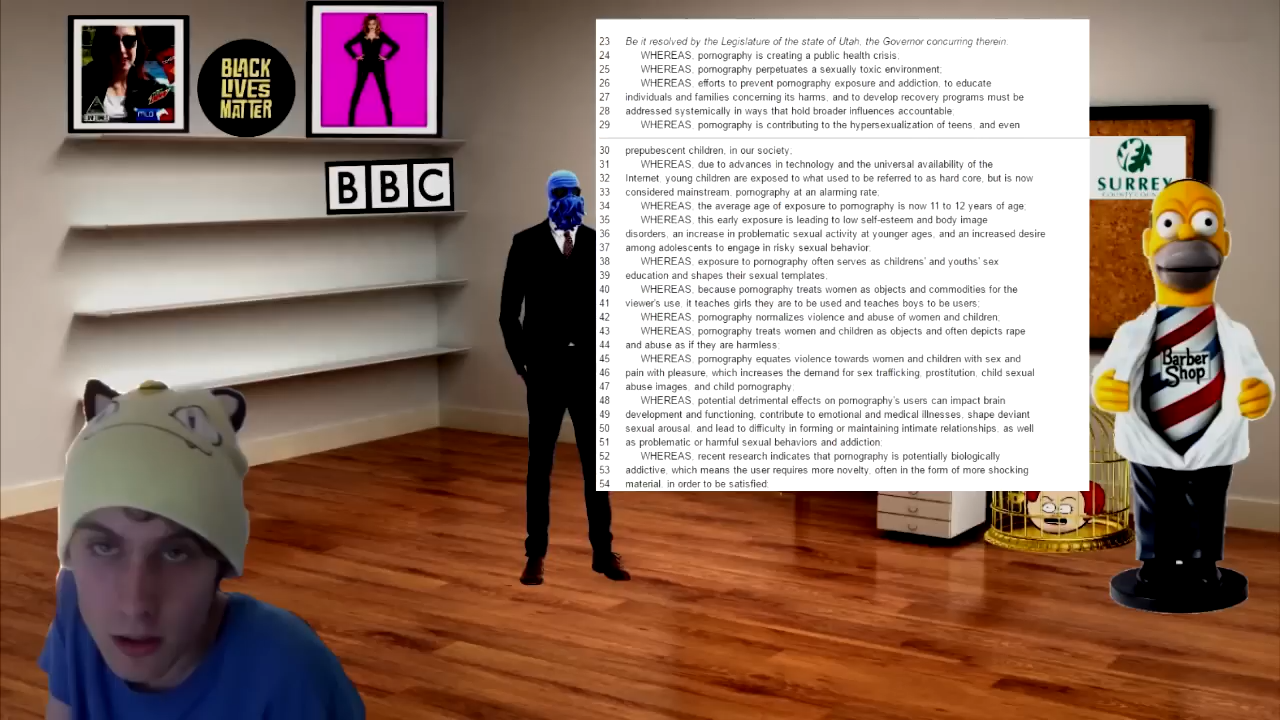 BLACK
LIVES
MATTER
BBC
23 Be it resolved by the Legislature of the state of Utah, the Governor concurring therein:
24 WHEREAS, pornography is creating a public health crisis;
25 WHEREAS, pornography perpetuates a sexually toxic environment;
26 WHEREAS, efforts to prevent pornography exposure and addiction, to educate
27 individuals and families concerning its harms, and to develop recovery programs must be
28 addressed systemically in ways that hold broader influences accountable;
29 WHEREAS, pornography is contributing to the hypersexualization of teens, and even
30 prepubescent children, in our society;
31 WHEREAS, due to advances in technology and the universal availability of the
32 Internet, young children are exposed to what used to be referred to as hard core, but is now
33 considered mainstream, pornography at an alarming rate;
34 WHEREAS, the average age of exposure to pornography is now 11 to 12 years of age;
35 WHEREAS, this early exposure is leading to low self-esteem and body image
36 disorders, an increase in problematic sexual activity at younger ages, and an increased desire
37 among adolescents to engage in risky sexual behavior;
38 WHEREAS, exposure to pornography often serves as childrens' and youths' sex
39 education and shapes their sexual templates;
40 WHEREAS, because pornography treats women as objects and commodities for the
41 viewer's use, it teaches girls they are to be used and teaches boys to be users;
42 WHEREAS, pornography normalizes violence and abuse of women and children;
43 WHEREAS, pornography treats women and children as objects and often depicts rape
44 and abuse as if they are harmless;
45 WHEREAS, pornography equates violence towards women and children with sex and
46 pain with pleasure, which increases the demand for sex trafficking, prostitution, child sexual
47 abuse images, and child pornography;
48 WHEREAS, potential detrimental effects on pornography's users can impact brain
49 development and functioning, contribute to emotional and medical illnesses, shape deviant
50 sexual arousal, and lead to difficulty in forming or maintaining intimate relationships, as well
51 as problematic or harmful sexual behaviors and addiction;
52 WHEREAS, recent research indicates that pornography is potentially biologically
53 addictive, which means the user requires more novelty, often in the form of more shocking
54 material, in order to be satisfied;
SURREY
Barber
Shop